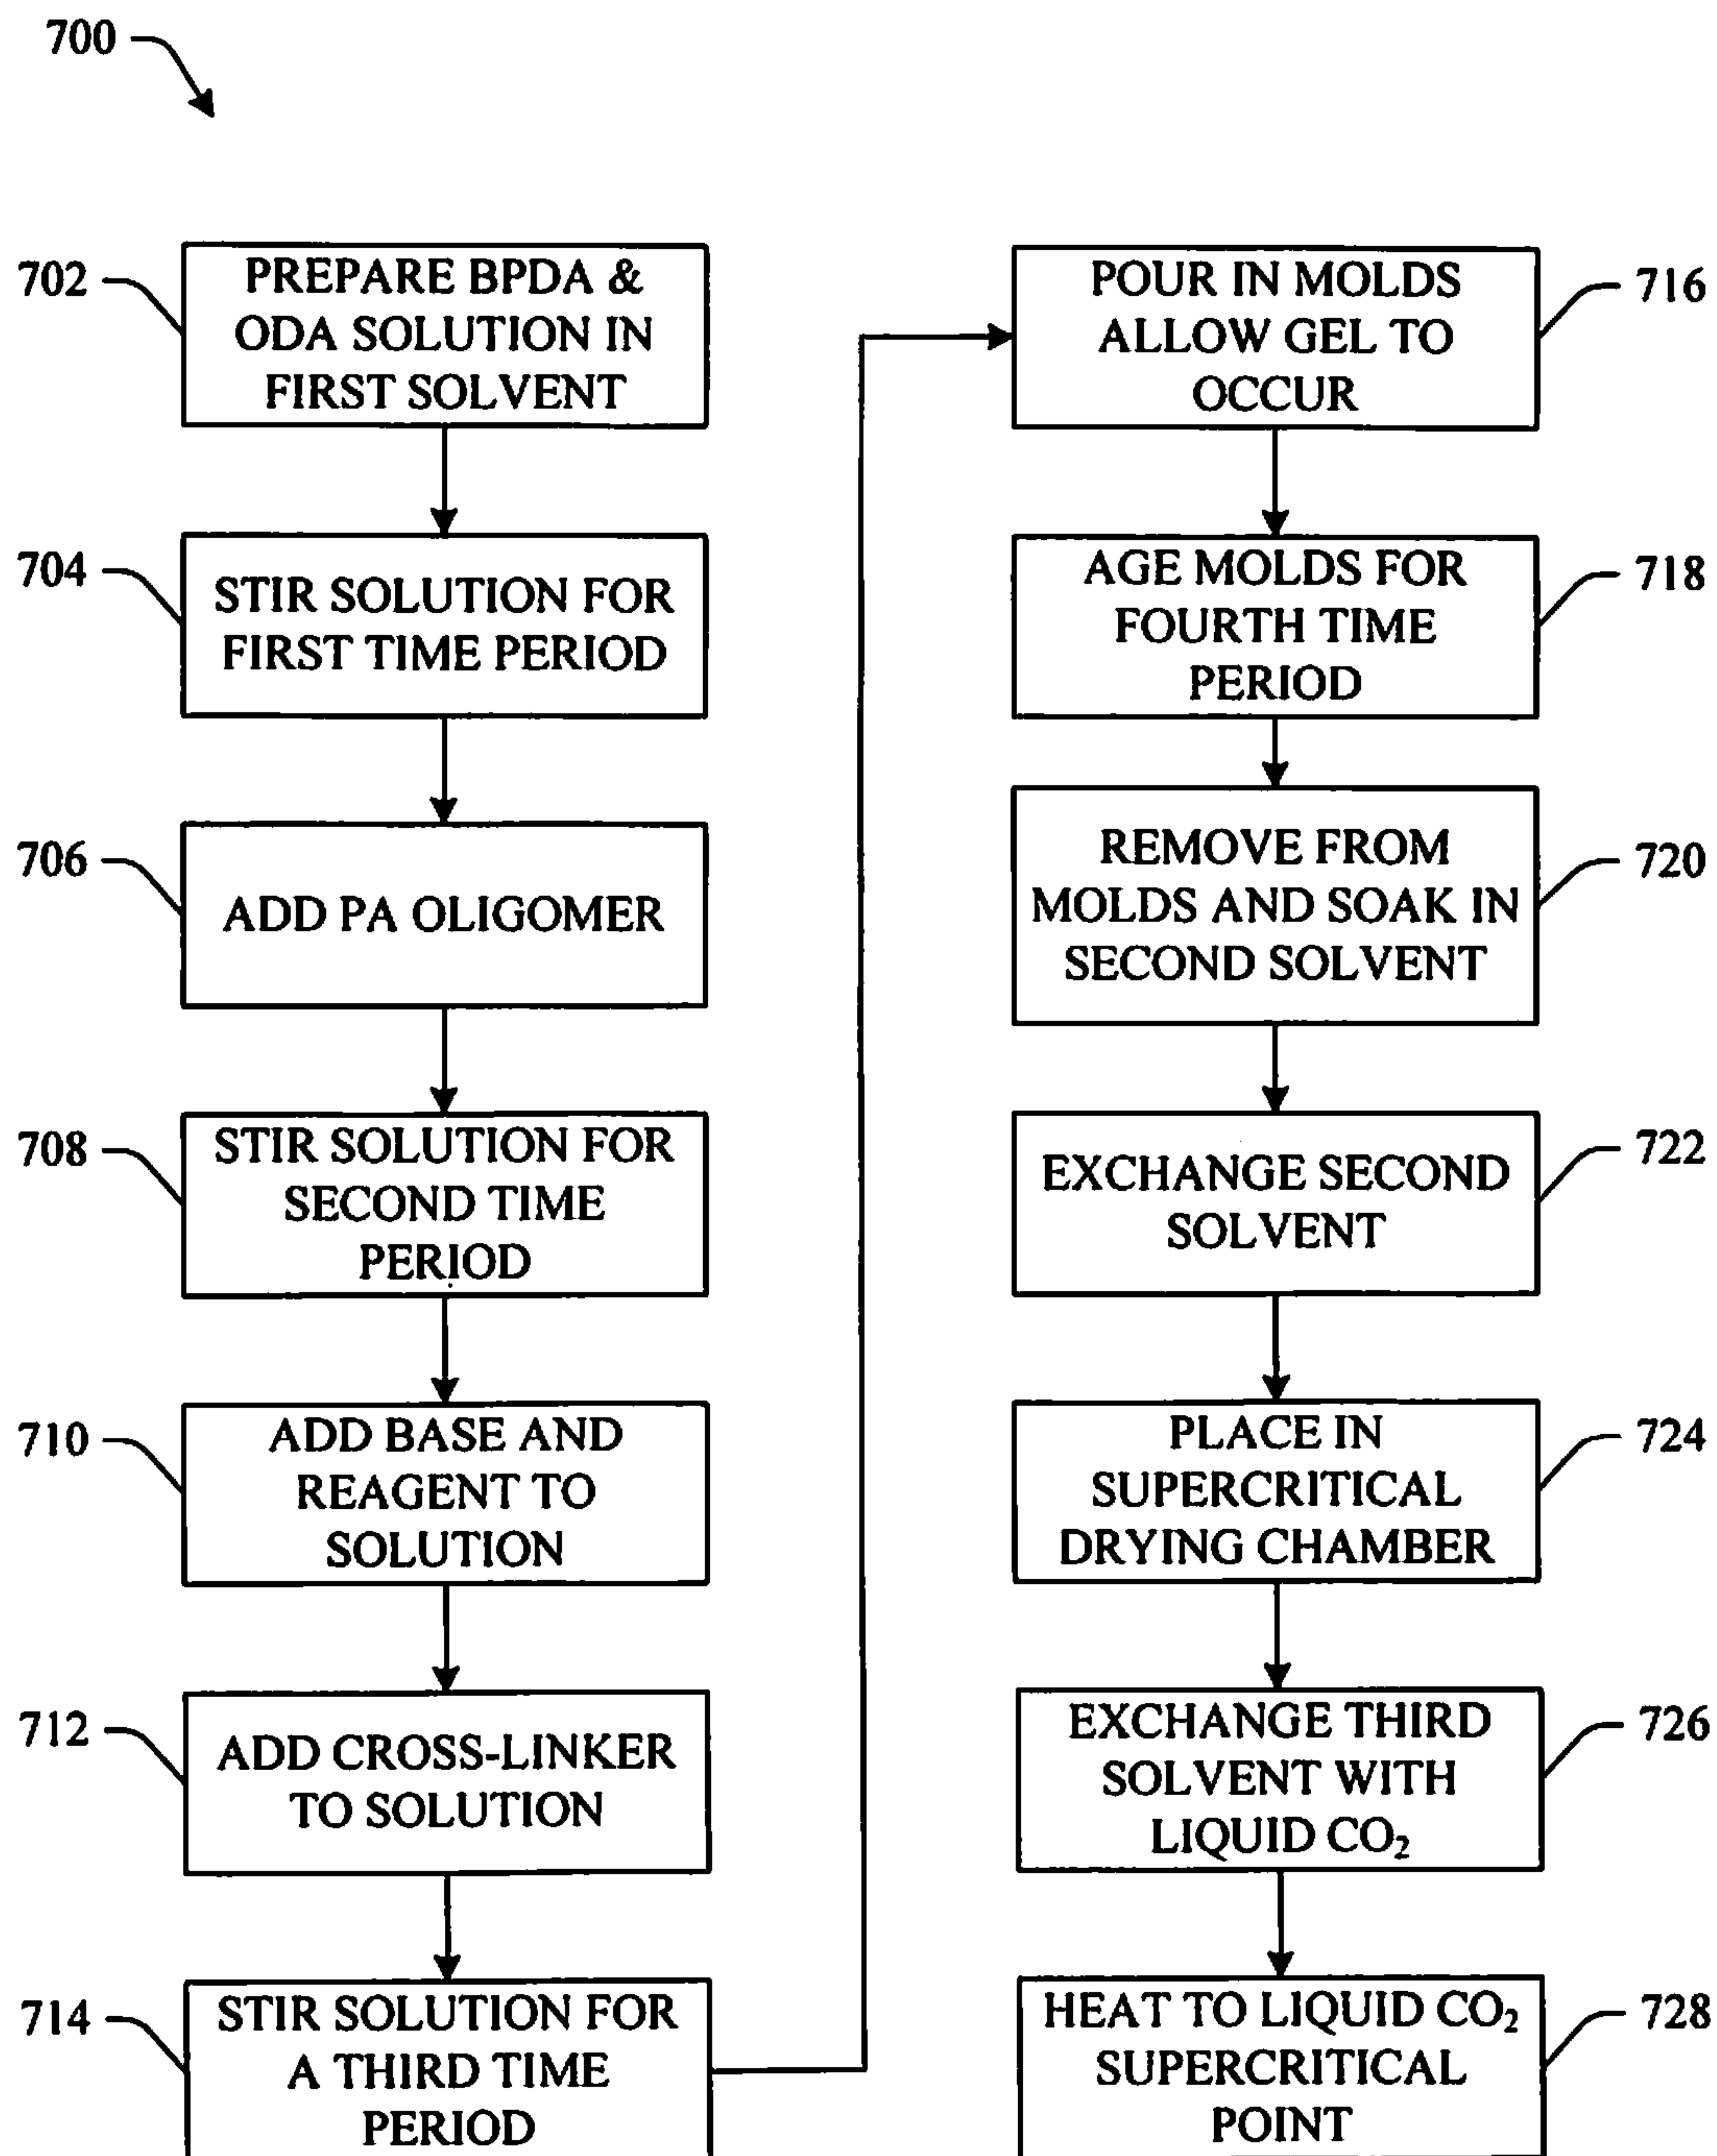 700
702
PREPARE BPDA &
ODA SOLUTION IN
FIRST SOLVENT
704
STIR SOLUTION FOR
FIRST TIME PERIOD
706
ADD PA OLIGOMER
708
STIR SOLUTION FOR
SECOND TIME
PERIOD
710
ADD BASE AND
REAGENT TO
SOLUTION
712
ADD CROSS-LINKER
TO SOLUTION
714
STIR SOLUTION FOR
A THIRD TIME
PERIOD
POUR IN MOLDS
ALLOW GEL TO
OCCUR
716
AGE MOLDS FOR
FOURTH TIME
PERIOD
718
REMOVE FROM
MOLDS AND SOAK IN
SECOND SOLVENT
720
EXCHANGE SECOND
SOLVENT
722
PLACE IN
SUPERCRITICAL
DRYING CHAMBER
724
EXCHANGE THIRD
SOLVENT WITH
LIQUID CO₂
726
HEAT TO LIQUID CO₂
SUPERCRITICAL
POINT
728